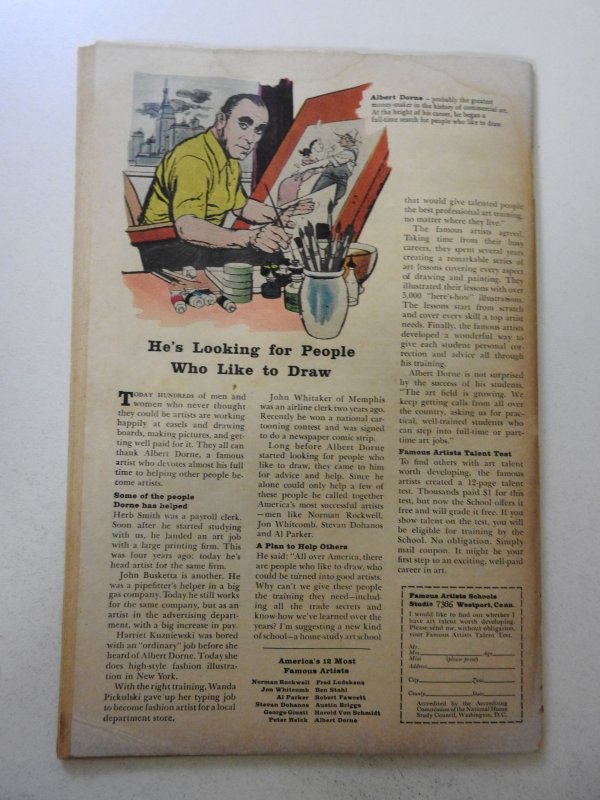 Albert Dorne — probably the greatest
money-maker in the history of commercial art.
At the height of his career, he began a
full-time search for people who like to draw
He's Looking for People
Who Like to Draw
TODAY HUNDREDS of men and
women who never thought
they could be artists are working
happily at easels and drawing
boards, making pictures, and get-
ting well paid for it. They all can
thank Albert Dorne, a famous
artist who devotes almost his full
time to helping other people be-
come artists.
Some of the people
Dorne has helped
Herb Smith was a payroll clerk.
Soon after he started studying
with us, he landed an art job
with a large printing firm. This
was four years ago; today he's
head artist for the same firm.
John Busketta is another. He
was a pipefitter's helper in a big
gas company. Today he still works
for the same company, but as an
artist in the advertising depart-
ment, with a big increase in pay.
Harriet Kuzniewski was bored
with an "ordinary" job before she
heard of Albert Dorne. Today she
does high-style fashion illustra-
tion in New York.
With the right training, Wanda
Pickulski gave up her typing job
to become fashion artist for a local
department store.
John Whitaker of Memphis
was an airline clerk two years ago.
Recently he won a national car-
tooning contest and was signed
to do a newspaper comic strip.
Long before Albert Dorne
started looking for people who
like to draw, they came to him
for advice and help. Since he
alone could only help a few of
these people he called together
America's most successful artists
—men like Norman Rockwell,
Jon Whitcomb, Stevan Dohanos
and Al Parker.
A Plan to Help Others
He said: "All over America, there
are people who like to draw, who
could be turned into good artists.
Why can't we give these people
the training they need—includ-
ing all the trade secrets and
know-how we've learned over the
years? I'm suggesting a new kind
of school—a home-study art school
America's 12 Most
Famous Artists
Norman Rockwell Fred Ludekens
Jon Whitcomb Ben Stahl
Al Parker Robert Fawcett
Stevan Dohanos Austin Briggs
George Giusti Harold Von Schmidt
Peter Helck Albert Dorne
that would give talented people
the best professional art training,
no matter where they live."
The famous artists agreed.
Taking time from their busy
careers, they spent several years
creating a remarkable series of
art lessons covering every aspect
of drawing and painting. They
illustrated their lessons with over
5,000 "here's-how" illustrations.
The lessons start from scratch
and cover every skill a top artist
needs. Finally, the famous artists
developed a wonderful way to
give each student personal cor-
rection and advice all through
his training.
Albert Dorne is not surprised
by the success of his students.
"The art field is growing. We
keep getting calls from all over
the country, asking us for prac-
tical, well-trained students who
can step into full-time or part-
time art jobs."
Famous Artists Talent Test
To find others with art talent
worth developing, the famous
artists created a 12-page talent
test. Thousands paid $1 for this
test, but now the School offers it
free and will grade it free. If you
show talent on the test, you will
be eligible for training by the
School. No obligation. Simply
mail coupon. It might be your
first step to an exciting, well-paid
career in art.
Famous Artists Schools
Studio 7386 Westport, Conn.
I would like to find out whether I
have art talent worth developing.
Please send me, without obligation,
your Famous Artists Talent Test.
Mr.
Mrs. Age
Miss (please print)
Address
City Zone
County State
Accredited by the Accrediting
Commission of the National Home
Study Council, Washington, D.C.